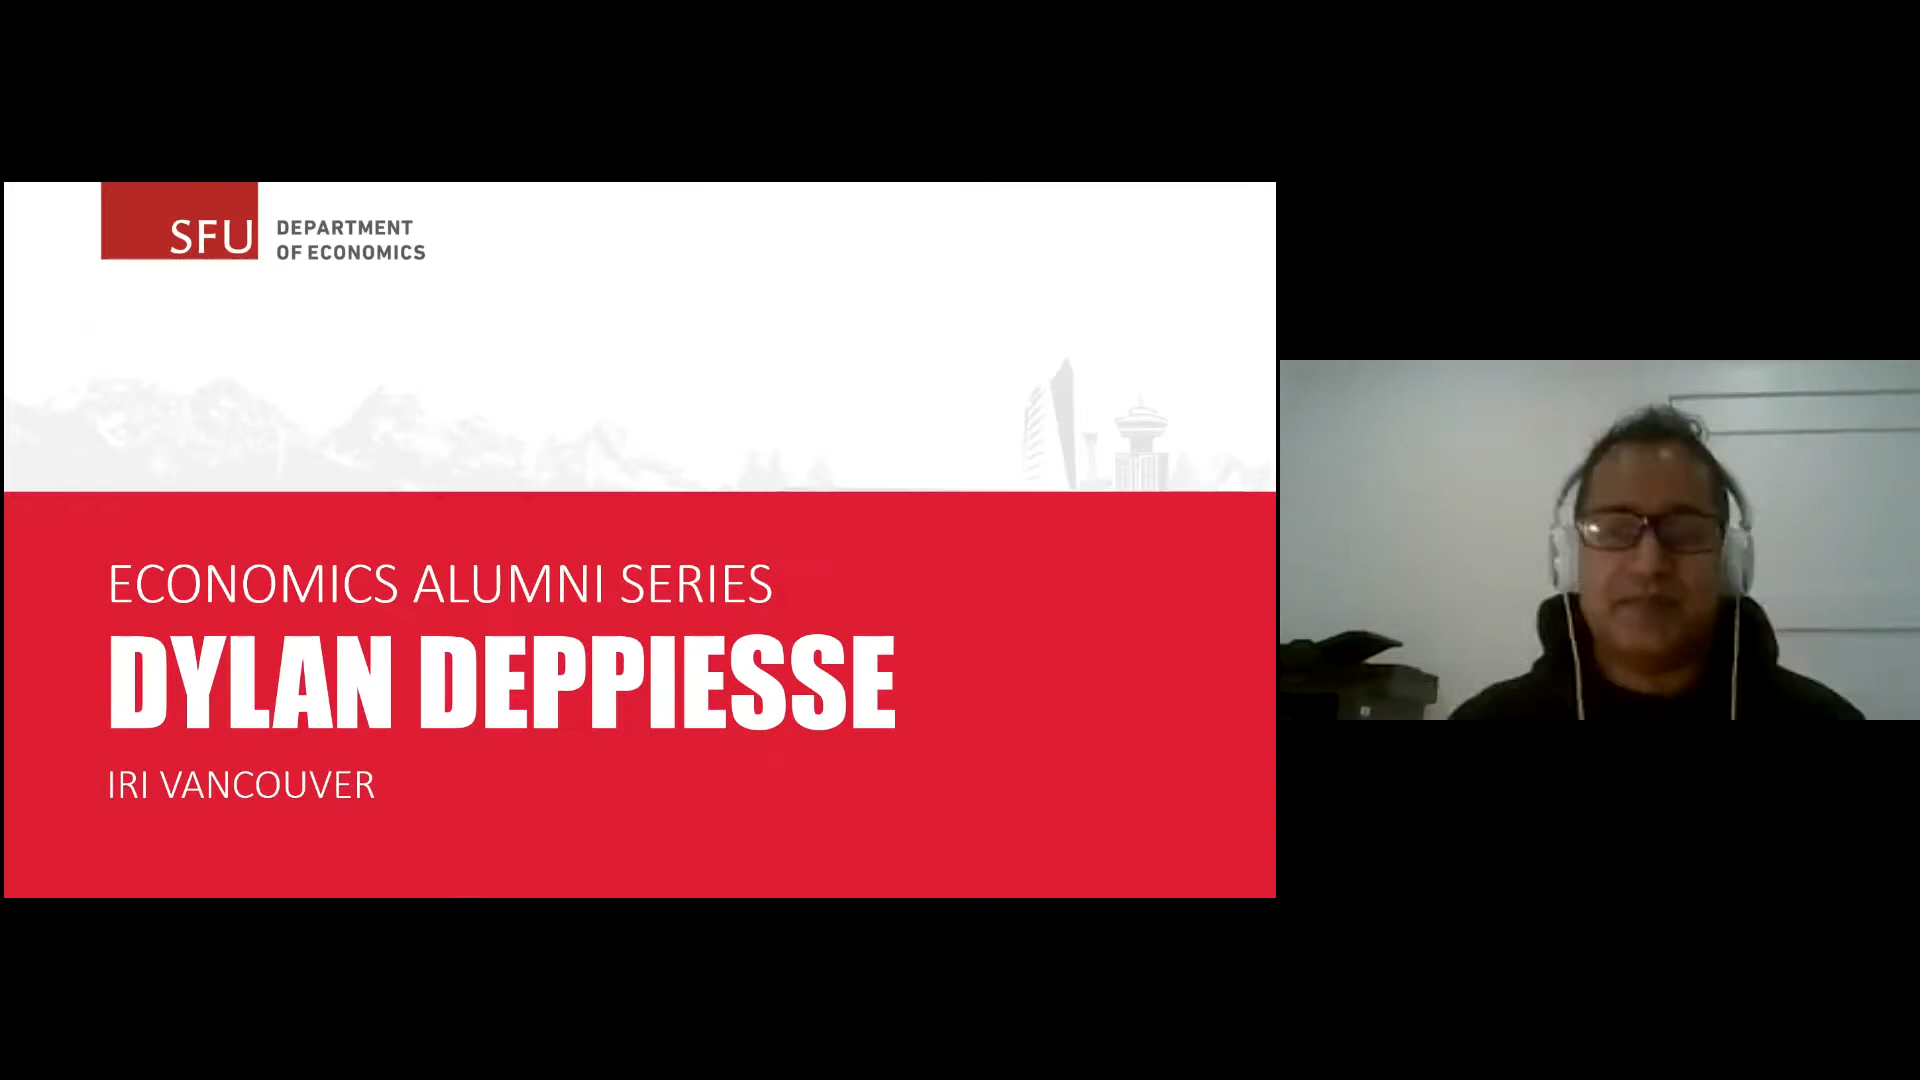 SFU DEPARTMENT
OF ECONOMICS
ECONOMICS ALUMNI SERIES
DYLAN DEPPIESSE
IRI VANCOUVER